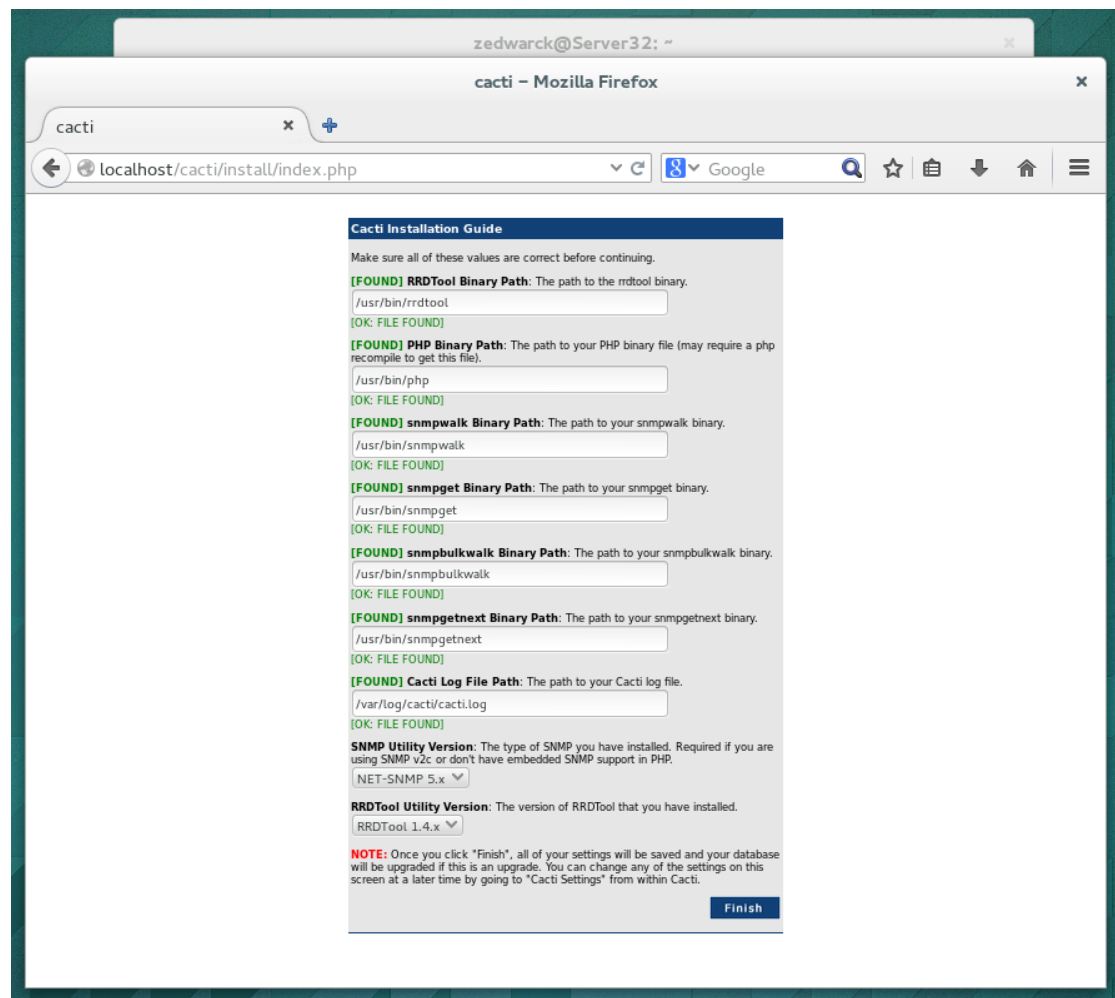 zedwarck@Server32: ~
cacti – Mozilla Firefox
cacti
localhost/cacti/install/index.php
Google
Cacti Installation Guide
Make sure all of these values are correct before continuing.
[FOUND] RRDTool Binary Path: The path to the rrdtool binary.
/usr/bin/rrdtool
[OK: FILE FOUND]
[FOUND] PHP Binary Path: The path to your PHP binary file (may require a php
recompile to get this file).
/usr/bin/php
[OK: FILE FOUND]
[FOUND] snmpwalk Binary Path: The path to your snmpwalk binary.
/usr/bin/snmpwalk
[OK: FILE FOUND]
[FOUND] snmpget Binary Path: The path to your snmpget binary.
/usr/bin/snmpget
[OK: FILE FOUND]
[FOUND] snmpbulkwalk Binary Path: The path to your snmpbulkwalk binary.
/usr/bin/snmpbulkwalk
[OK: FILE FOUND]
[FOUND] snmpgetnext Binary Path: The path to your snmpgetnext binary.
/usr/bin/snmpgetnext
[OK: FILE FOUND]
[FOUND] Cacti Log File Path: The path to your Cacti log file.
/var/log/cacti/cacti.log
[OK: FILE FOUND]
SNMP Utility Version: The type of SNMP you have installed. Required if you are
using SNMP v2c or don't have embedded SNMP support in PHP.
NET-SNMP 5.x
RRDTool Utility Version: The version of RRDTool that you have installed.
RRDTool 1.4.x
NOTE: Once you click "Finish", all of your settings will be saved and your database
will be upgraded if this is an upgrade. You can change any of the settings on this
screen at a later time by going to "Cacti Settings" from within Cacti.
Finish